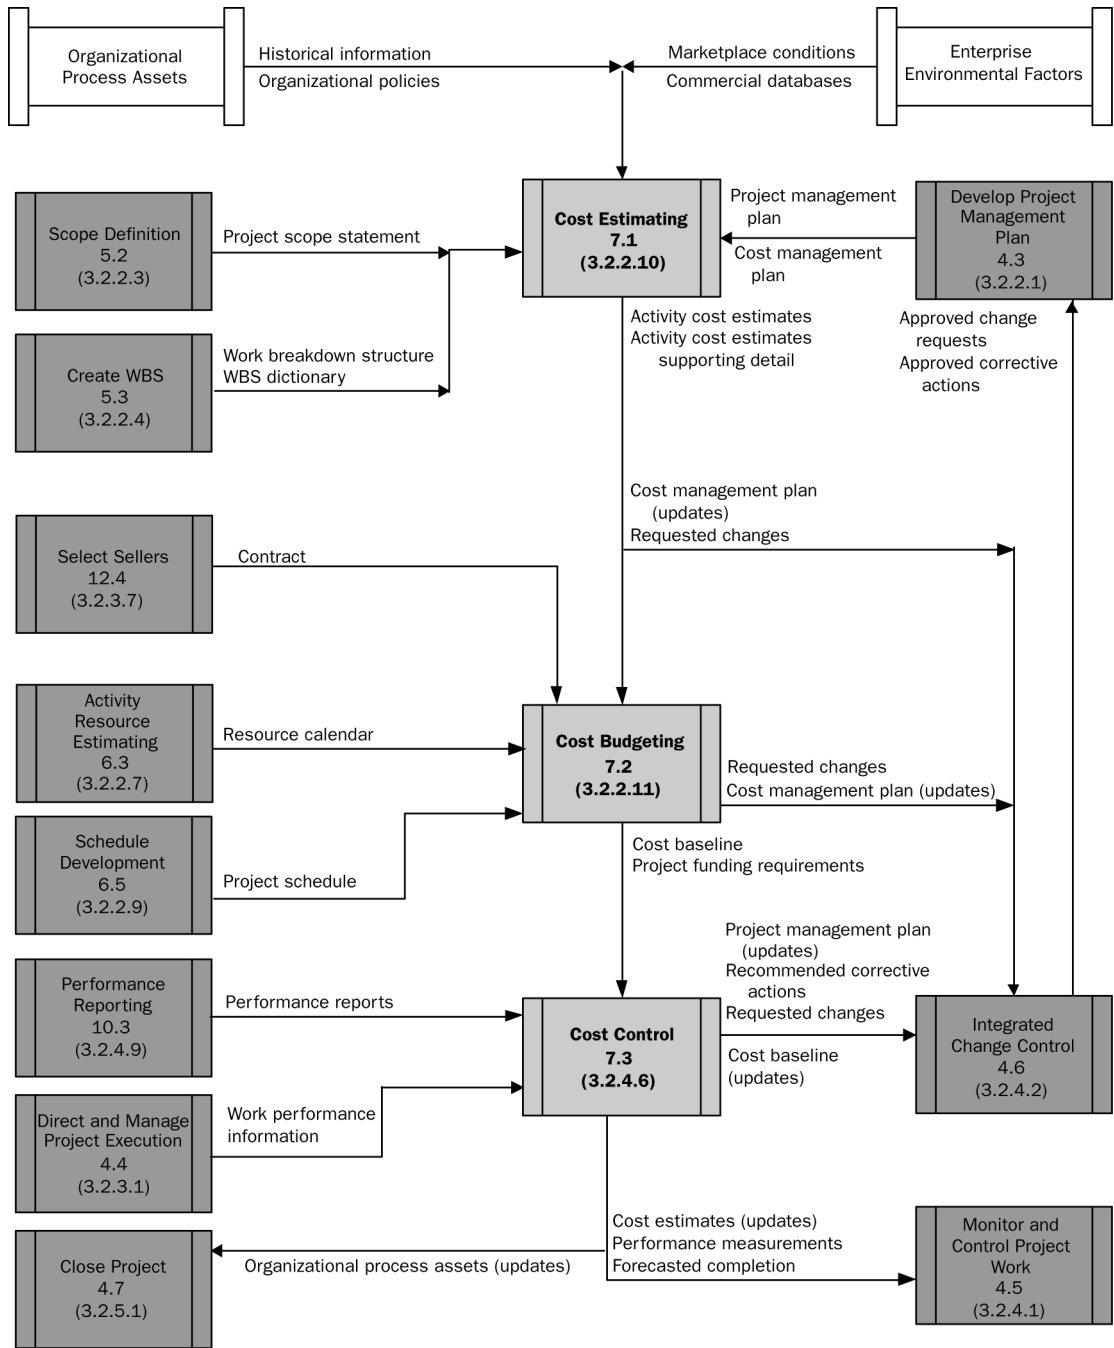 Organizational
Process Assets
Historical information
Organizational policies
Marketplace conditions
Commercial databases
Enterprise
Environmental Factors
Scope Definition
5.2
(3.2.2.3)
Project scope statement
Cost Estimating
7.1
(3.2.2.10)
Project management
plan
Cost management
plan
Develop Project
Management
Plan
4.3
(3.2.2.1)
Create WBS
5.3
(3.2.2.4)
Work breakdown structure
WBS dictionary
Activity cost estimates
Activity cost estimates
supporting detail
Approved change
requests
Approved corrective
actions
Cost management plan
(updates)
Requested changes
Select Sellers
12.4
(3.2.3.7)
Contract
Activity
Resource
Estimating
6.3
(3.2.2.7)
Resource calendar
Cost Budgeting
7.2
(3.2.2.11)
Requested changes
Cost management plan (updates)
Schedule
Development
6.5
(3.2.2.9)
Project schedule
Cost baseline
Project funding requirements
Project management plan
(updates)
Recommended corrective
actions
Requested changes
Cost baseline
(updates)
Performance
Reporting
10.3
(3.2.4.9)
Performance reports
Cost Control
7.3
(3.2.4.6)
Integrated
Change Control
4.6
(3.2.4.2)
Direct and Manage
Project Execution
4.4
(3.2.3.1)
Work performance
information
Cost estimates (updates)
Performance measurements
Forecasted completion
Organizational process assets (updates)
Close Project
4.7
(3.2.5.1)
Monitor and
Control Project
Work
4.5
(3.2.4.1)